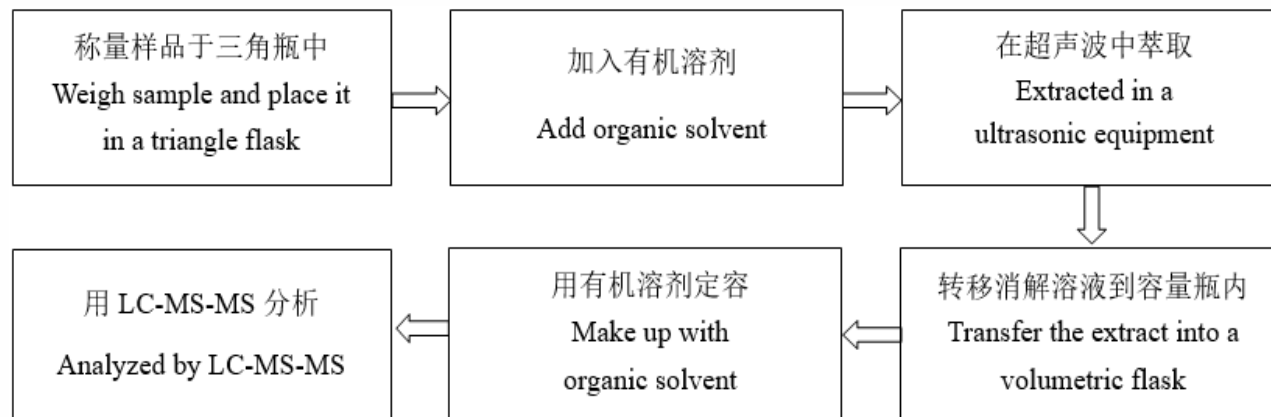 称量样品于三角瓶中
Weigh sample and place it
in a triangle flask
加入有机溶剂
Add organic solvent
在超声波中萃取
Extracted in a
ultrasonic equipment
转移消解溶液到容量瓶内
Transfer the extract into a
volumetric flask
用有机溶剂定容
Make up with
organic solvent
用 LC-MS-MS 分析
Analyzed by LC-MS-MS